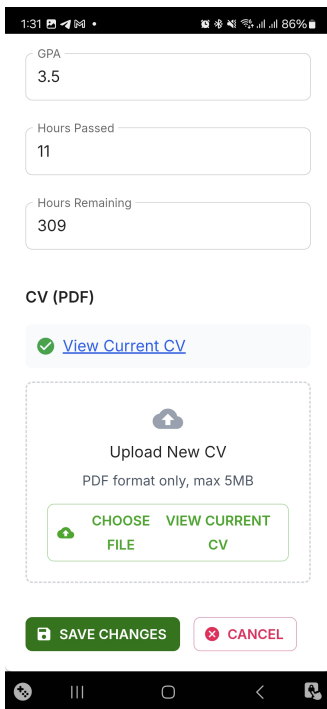 1:31 86%
GPA
3.5
Hours Passed
11
Hours Remaining
309
CV (PDF)
View Current CV
Upload New CV
PDF format only, max 5MB
CHOOSE FILE VIEW CURRENT CV
SAVE CHANGES CANCEL